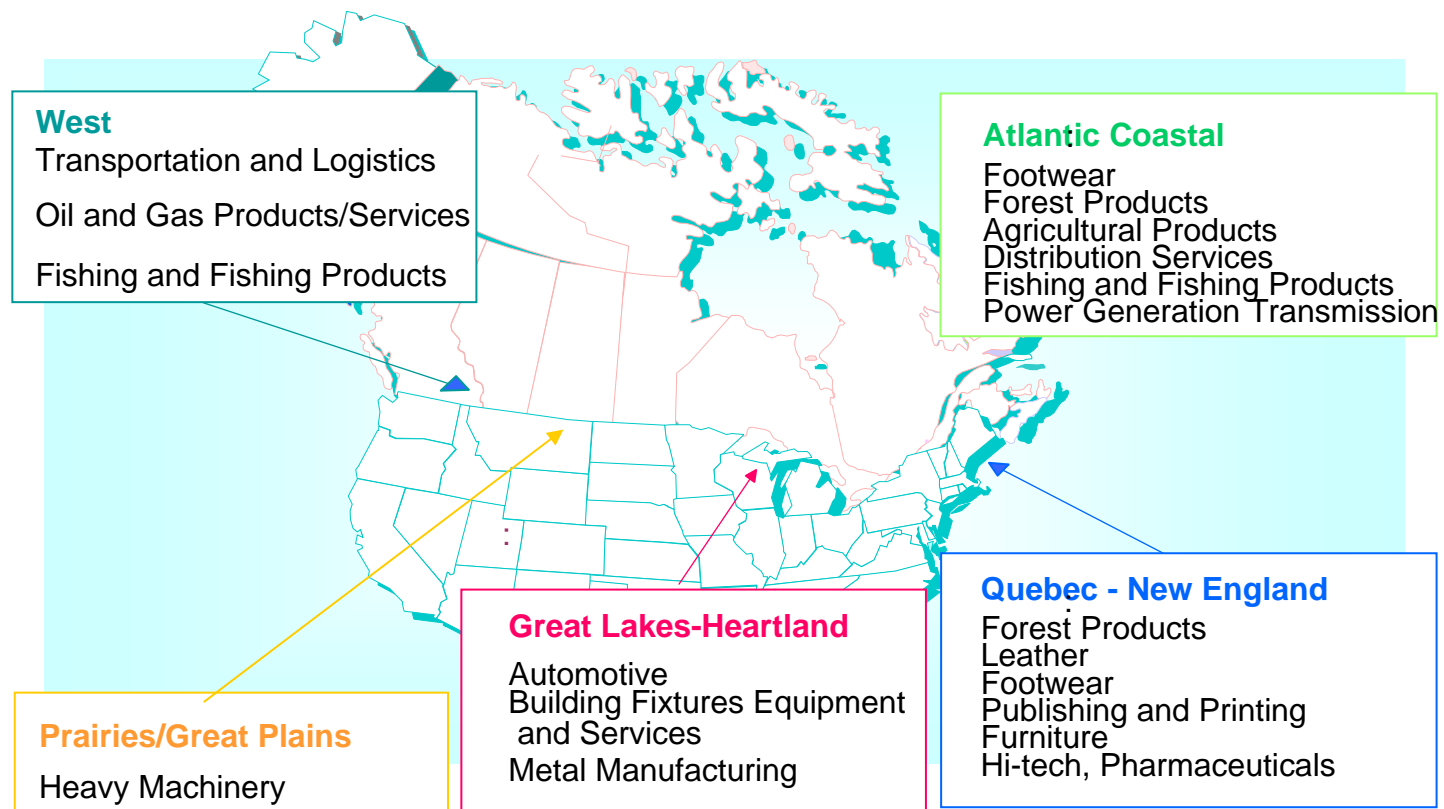 West
Transportation and Logistics
Oil and Gas Products/Services
Fishing and Fishing Products
Atlantic Coastal
:
Footwear
Forest Products
Agricultural Products
Distribution Services
Fishing and Fishing Products
Power Generation Transmission
:
Prairies/Great Plains
Heavy Machinery
Great Lakes-Heartland
Automotive
Building Fixtures Equipment
and Services
Metal Manufacturing
Quebec - New England
:
Forest Products
Leather
Footwear
Publishing and Printing
Furniture
Hi-tech, Pharmaceuticals